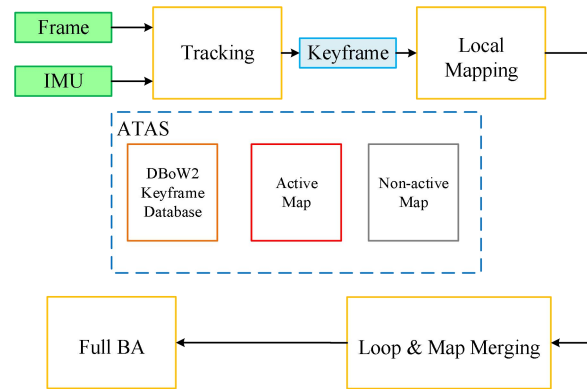 Frame
IMU
Tracking
Keyframe
Local
Mapping
ATAS
DBoW2
Keyframe
Database
Active
Map
Non-active
Map
Full BA
Loop & Map Merging